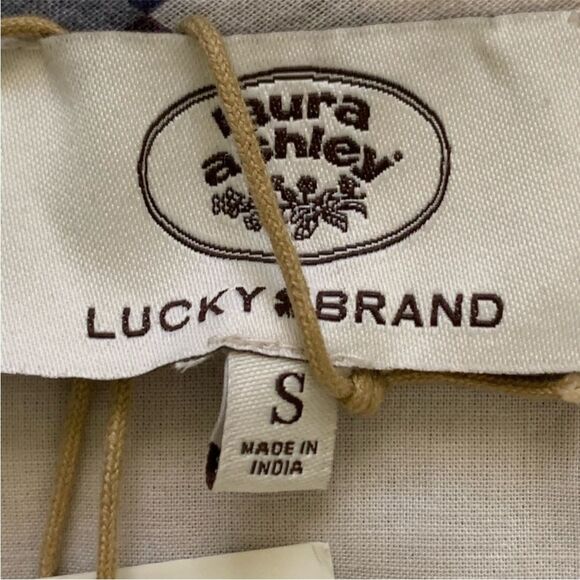 laura
ashley
LUCKY BRAND
S
MADE IN
INDIA